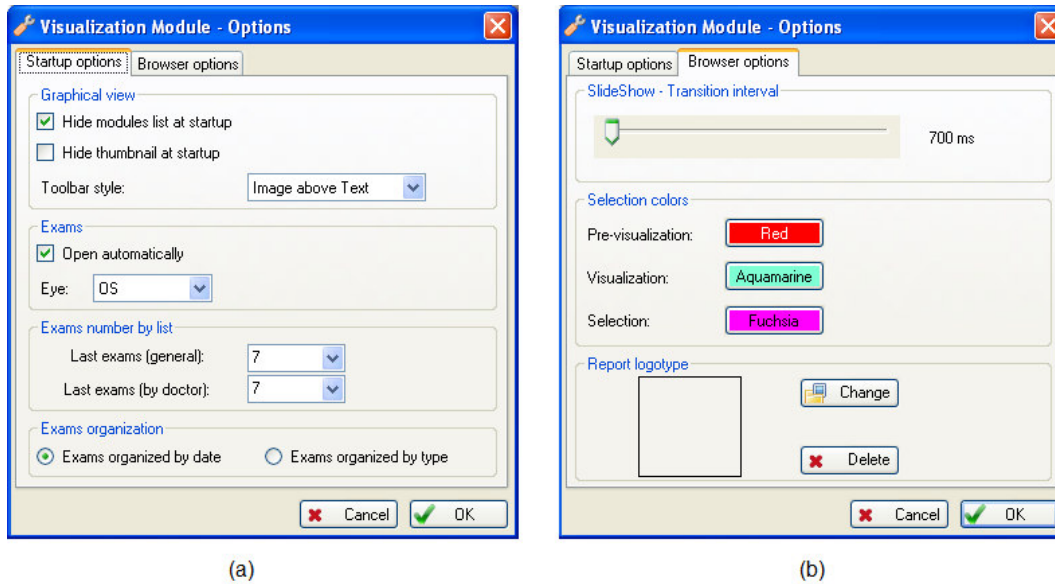 Visualization Module - Options
Startup options Browser options
Graphical view
Hide modules list at startup
Hide thumbnail at startup
Toolbar style: Image above Text
Exams
Open automatically
Eye: OS
Exams number by list
Last exams (general): 7
Last exams (by doctor): 7
Exams organization
Exams organized by date Exams organized by type
Cancel OK
(a)
Visualization Module - Options
Startup options Browser options
SlideShow - Transition interval
700 ms
Selection colors
Pre-visualization: Red
Visualization: Aquamarine
Selection: Fuchsia
Report logotype
Change
Delete
Cancel OK
(b)